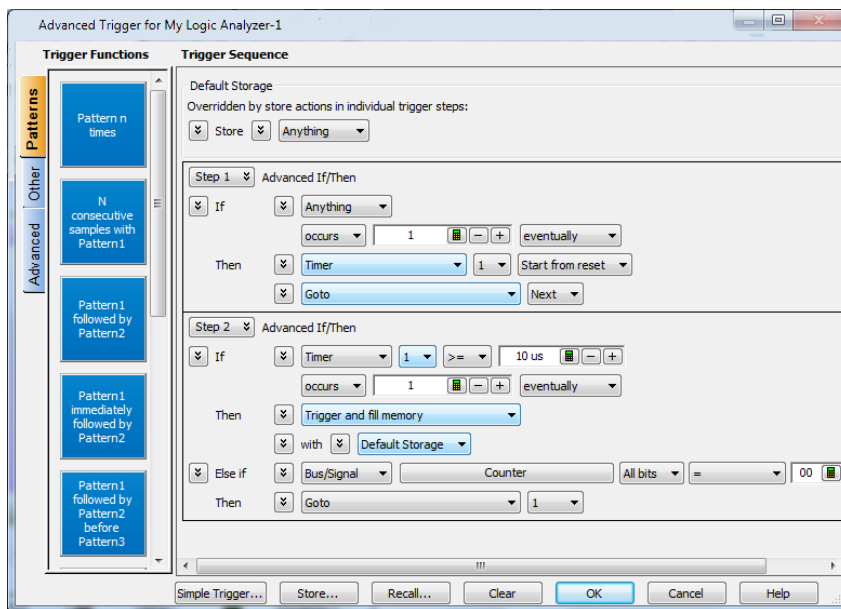 Advanced Trigger for My Logic Analyzer-1
Trigger Functions
Trigger Sequence
Patterns
Other
Advanced
Pattern n
times
N
consecutive
samples with
Pattern1
Pattern1
followed by
Pattern2
Pattern1
immediately
followed by
Pattern2
Pattern1
followed by
Pattern2
before
Pattern3
Default Storage
Overridden by store actions in individual trigger steps:
Store Anything
Step 1 Advanced If/Then
If Anything
occurs 1 - + eventually
Then Timer 1 Start from reset
Goto Next
Step 2 Advanced If/Then
If Timer 1 >= 10 us - +
occurs 1 - + eventually
Then Trigger and fill memory
with Default Storage
Else if Bus/Signal Counter All bits = 00
Then Goto 1
Simple Trigger... Store... Recall... Clear OK Cancel Help